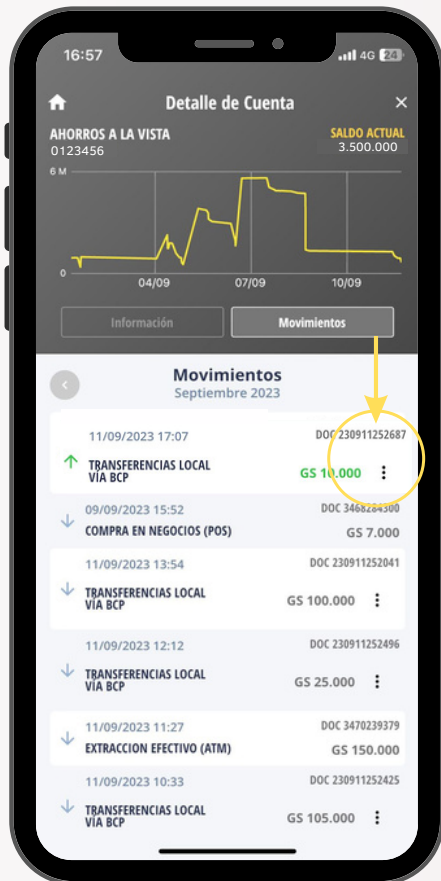 16:57
4G 24
Detalle de Cuenta
AHORROS A LA VISTA
0123456
SALDO ACTUAL
3.500.000
6 M
0
04/09 07/09 10/09
Información Movimientos
Movimientos
Septiembre 2023
11/09/2023 17:07 DOC 230911252687
TRANSFERENCIAS LOCAL
VÍA BCP
GS 10.000
09/09/2023 15:52 DOC 3468284300
COMPRA EN NEGOCIOS (POS) GS 7.000
11/09/2023 13:54 DOC 230911252041
TRANSFERENCIAS LOCAL
VÍA BCP
GS 100.000
11/09/2023 12:12 DOC 230911252496
TRANSFERENCIAS LOCAL
VÍA BCP
GS 25.000
11/09/2023 11:27 DOC 3470239379
EXTRACCION EFECTIVO (ATM) GS 150.000
11/09/2023 10:33 DOC 230911252425
TRANSFERENCIAS LOCAL
VÍA BCP
GS 105.000